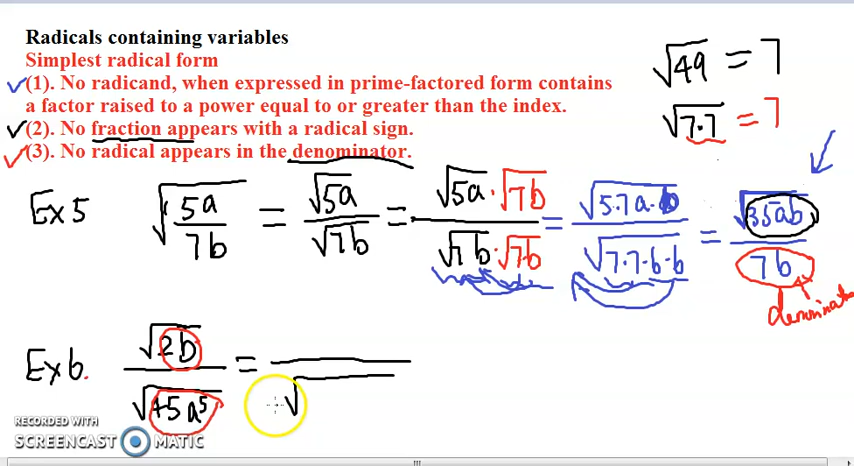 Radicals containing variables
Simplest radical form
(1). No radicand, when expressed in prime-factored form contains
a factor raised to a power equal to or greater than the index.
(2). No fraction appears with a radical sign.
(3). No radical appears in the denominator.
√49 = 7
√7·7 = 7
Ex 5 √(5a/7b) = √5a/√7b = √5a·√7b/√7b·√7b = √5·7a·b/√7·7·b·b = √35ab/7b
Ex 6. √2b/√45a⁵ = √
RECORDED WITH
SCREENCAST MATIC